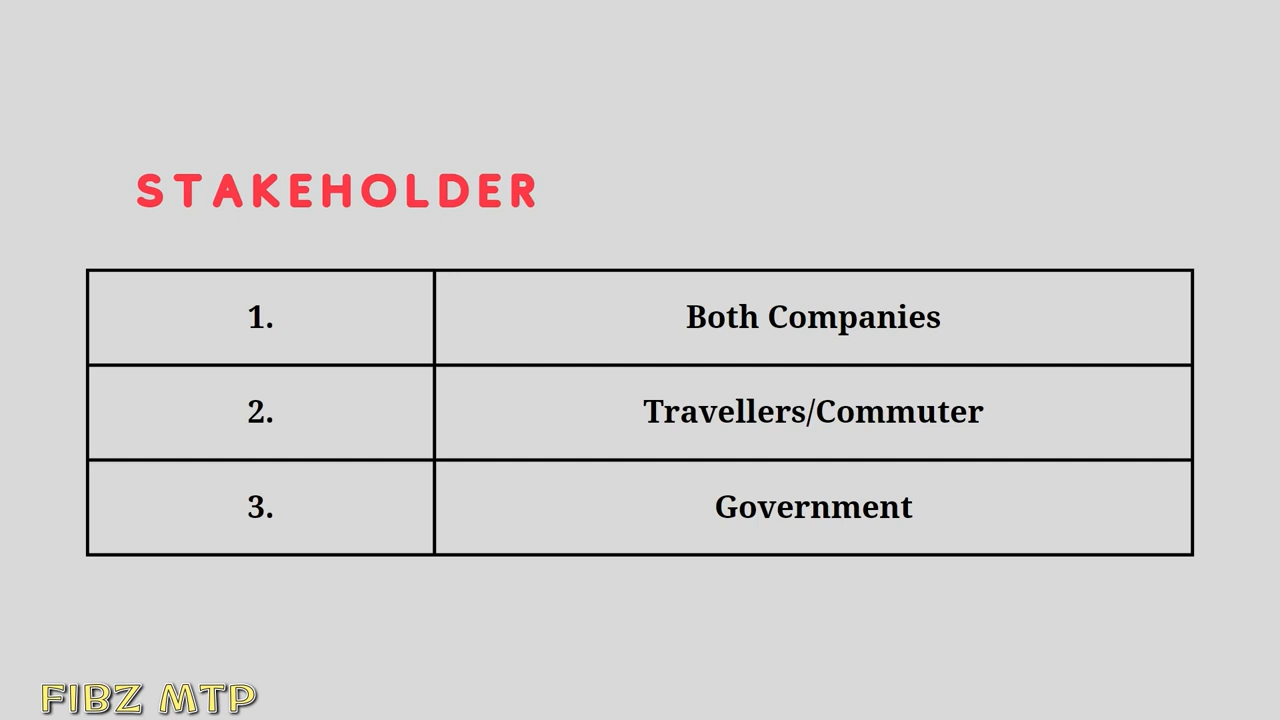 STAKEHOLDER
1. Both Companies
2. Travellers/Commuter
3. Government
FIBZ MTP